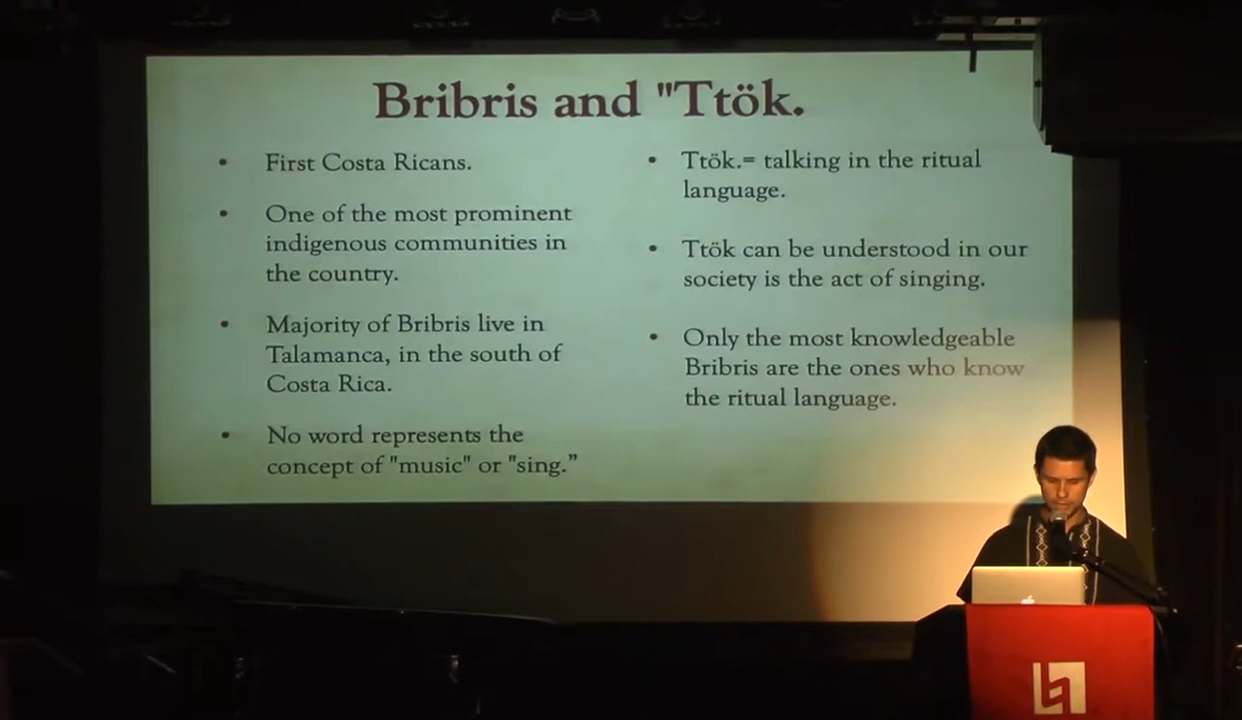 Bribris and "Ttök.
• First Costa Ricans.
• One of the most prominent
indigenous communities in
the country.
• Majority of Bribris live in
Talamanca, in the south of
Costa Rica.
• No word represents the
concept of "music" or "sing.”
• Ttök.= talking in the ritual
language.
• Ttök can be understood in our
society is the act of singing.
• Only the most knowledgeable
Bribris are the ones who know
the ritual language.